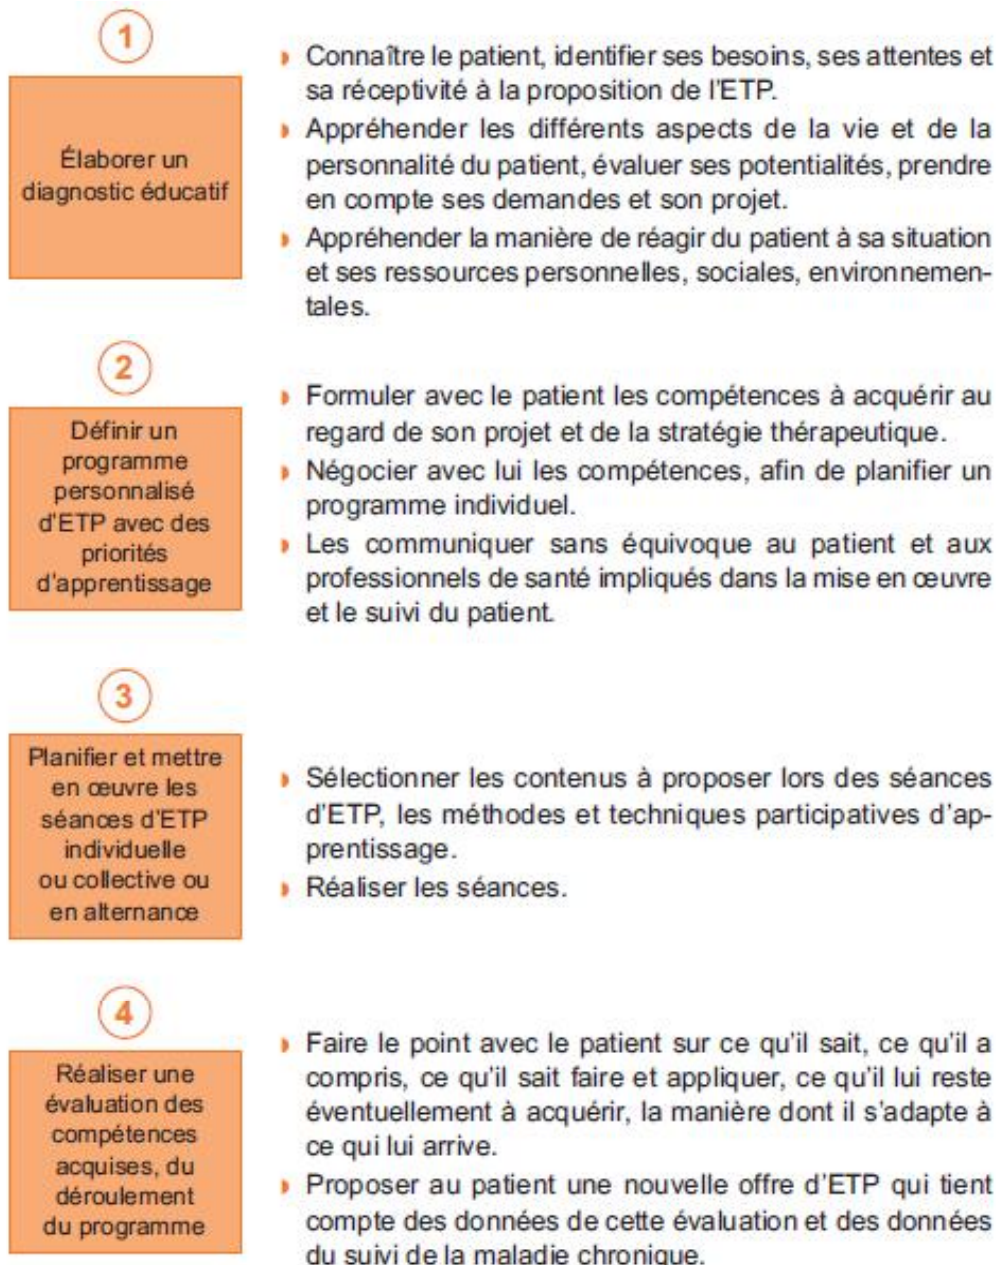 1
Élaborer un
diagnostic éducatif
◗ Connaître le patient, identifier ses besoins, ses attentes et
sa réceptivité à la proposition de l'ETP.
◗ Appréhender les différents aspects de la vie et de la
personnalité du patient, évaluer ses potentialités, prendre
en compte ses demandes et son projet.
◗ Appréhender la manière de réagir du patient à sa situation
et ses ressources personnelles, sociales, environnemen-
tales.
2
Définir un
programme
personnalisé
d'ETP avec des
priorités
d'apprentissage
◗ Formuler avec le patient les compétences à acquérir au
regard de son projet et de la stratégie thérapeutique.
◗ Négocier avec lui les compétences, afin de planifier un
programme individuel.
◗ Les communiquer sans équivoque au patient et aux
professionnels de santé impliqués dans la mise en œuvre
et le suivi du patient.
3
Planifier et mettre
en œuvre les
séances d'ETP
individuelle
ou collective ou
en alternance
◗ Sélectionner les contenus à proposer lors des séances
d'ETP, les méthodes et techniques participatives d'ap-
prentissage.
◗ Réaliser les séances.
4
Réaliser une
évaluation des
compétences
acquises, du
déroulement
du programme
◗ Faire le point avec le patient sur ce qu'il sait, ce qu'il a
compris, ce qu'il sait faire et appliquer, ce qu'il lui reste
éventuellement à acquérir, la manière dont il s'adapte à
ce qui lui arrive.
◗ Proposer au patient une nouvelle offre d'ETP qui tient
compte des données de cette évaluation et des données
du suivi de la maladie chronique.